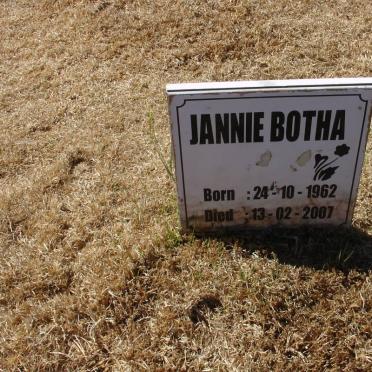 JANNIE BOTHA
Born : 24 - 10 - 1962
Died : 13 - 02 - 2007